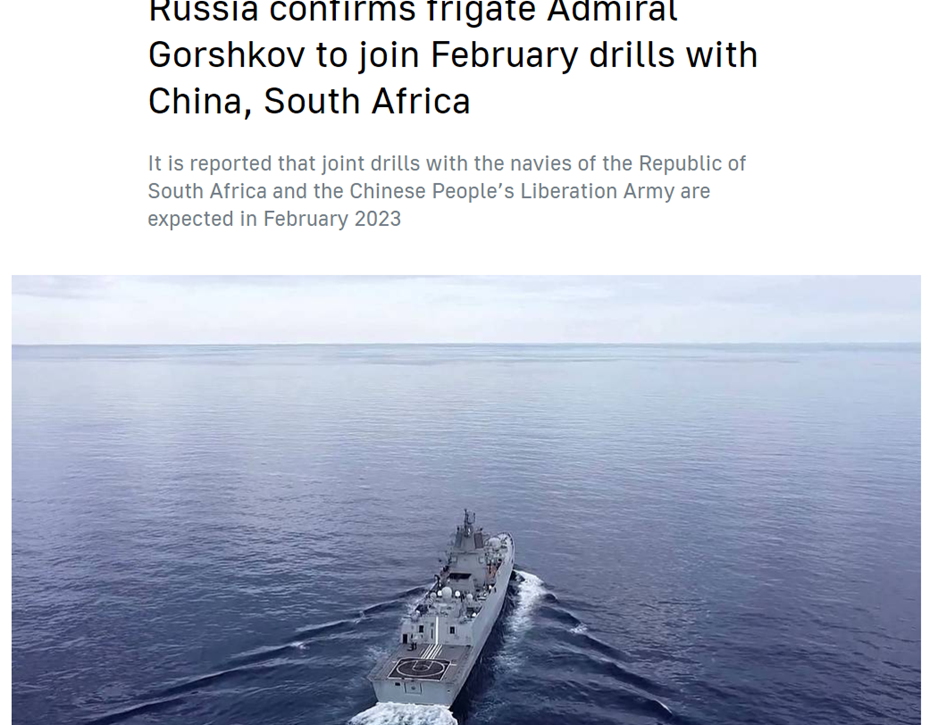 Russia confirms frigate Admiral
Gorshkov to join February drills with
China, South Africa
It is reported that joint drills with the navies of the Republic of
South Africa and the Chinese People’s Liberation Army are
expected in February 2023